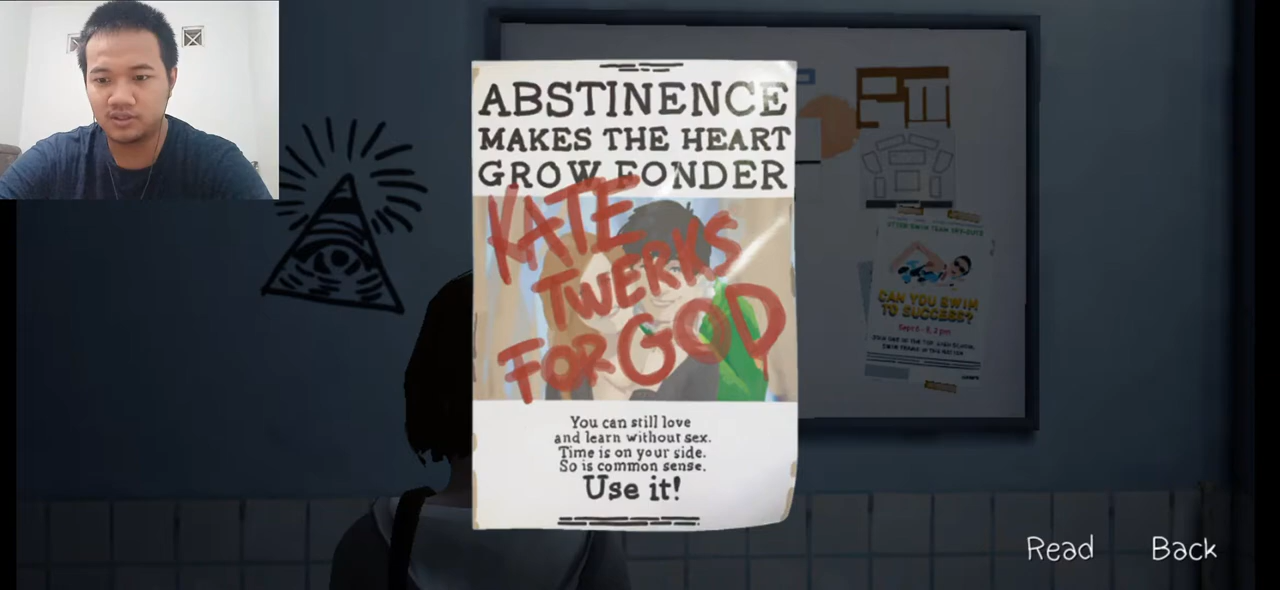 ABSTINENCE
MAKES THE HEART
GROW FONDER
KATE
TWERKS
FOR GOD
You can still love
and learn without sex.
Time is on your side.
So is common sense.
Use it!
CAN YOU SWIM
TO SUCCESS?
Read
Back